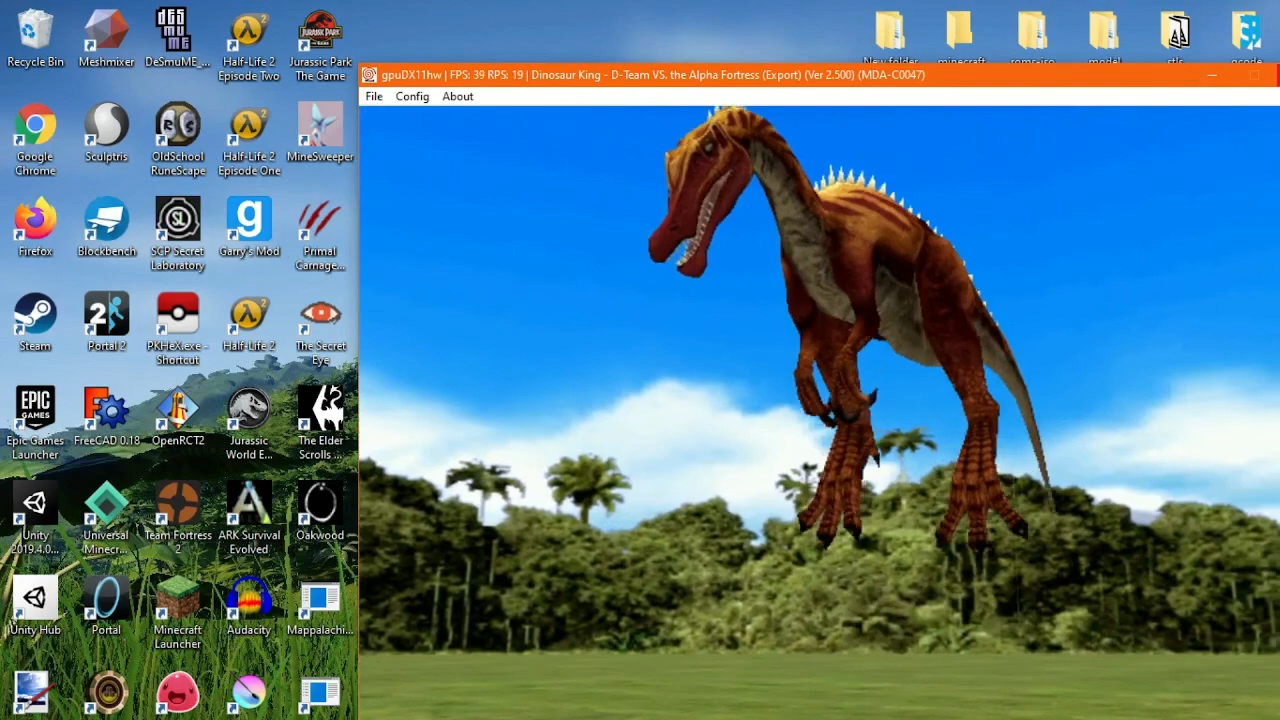 Recycle Bin
Meshmixer
DeSmuME_...
Half-Life 2
Episode Two
Jurassic Park
The Game
gpuDX11hw | FPS: 39 RPS: 19 | Dinosaur King - D-Team VS. the Alpha Fortress (Export) (Ver 2.500) (MDA-C0047)
File Config About
Google
Chrome
Sculptris
OldSchool
RuneScape
Half-Life 2
Episode One
MineSweeper
Firefox
Blockbench
SCP Secret
Laboratory
Garry's Mod
Primal
Carnage...
Steam
Portal 2
PKHeX.exe -
Shortcut
Half-Life 2
The Secret
Eye
EPIC
GAMES
Epic Games
Launcher
FreeCAD 0.18
OpenRCT2
Jurassic
World E...
The Elder
Scrolls ...
Unity
2019.4.0...
Universal
Minecr...
Team Fortress
2
ARK Survival
Evolved
Oakwood
Unity Hub
Portal
Minecraft
Launcher
Audacity
Mappalachi...